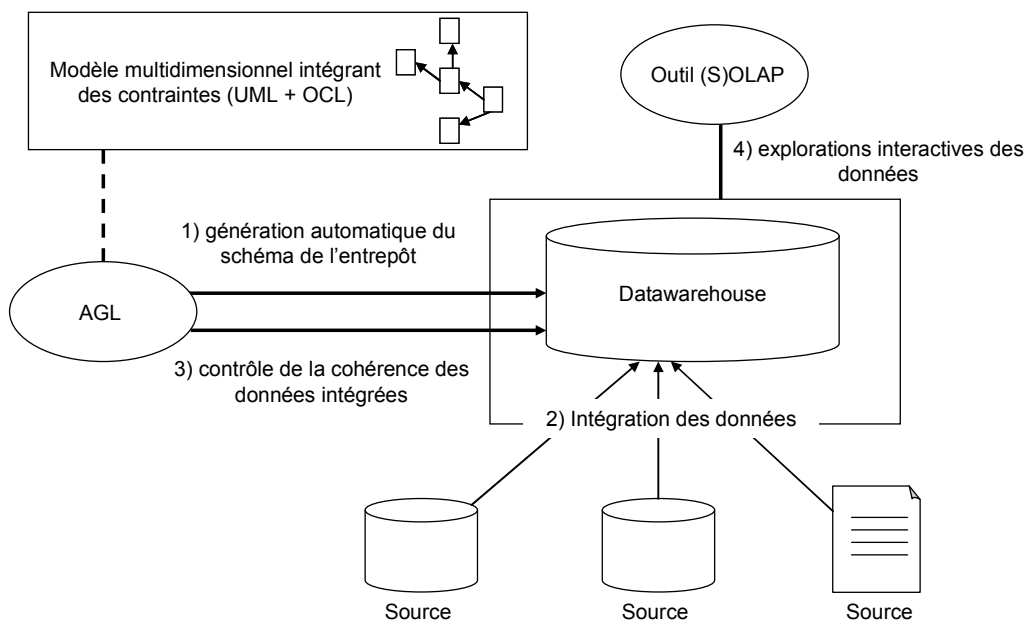 Modèle multidimensionnel intégrant
des contraintes (UML + OCL)
Outil (S)OLAP
4) explorations interactives des
données
1) génération automatique du
schéma de l'entrepôt
Datawarehouse
AGL
3) contrôle de la cohérence des
données intégrées
2) Intégration des données
Source
Source
Source